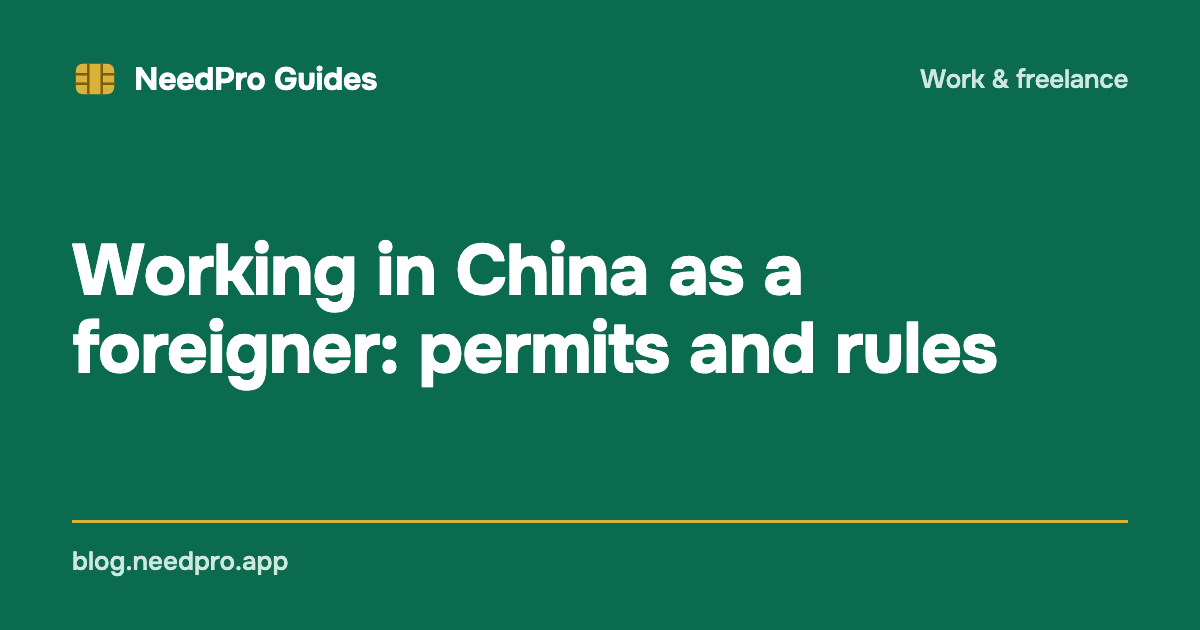 NeedPro Guides
Work & freelance
Working in China as a
foreigner: permits and rules
blog.needpro.app